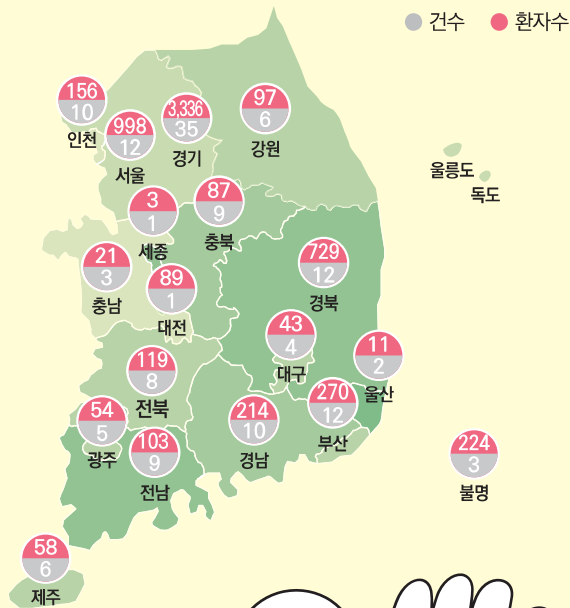 건수 환자수
156
10
인천
998
12
서울
3,336
35
경기
97
6
강원
울릉도
독도
3
1
세종
87
9
충북
21
3
충남
89
1
대전
729
12
경북
43
4
대구
11
2
울산
119
8
전북
54
5
광주
103
9
전남
214
10
경남
270
12
부산
224
3
불명
58
6
제주